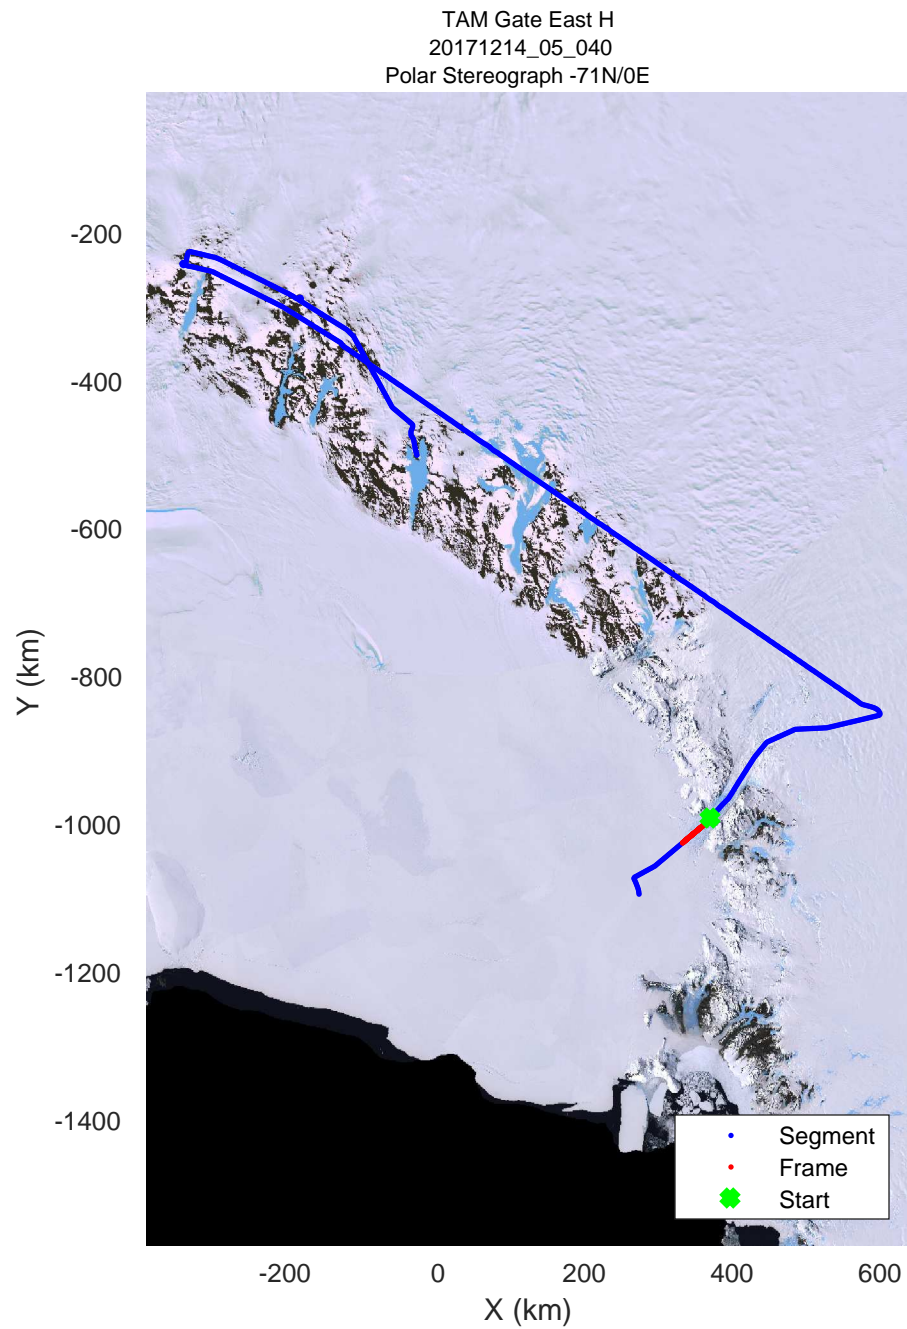 TAM Gate East H
20171214_05_040
Polar Stereograph -71N/0E
-200
-400
-600
-800
-1000
-1200
-1400
Y (km)
Segment
Frame
Start
-200 0 200 400 600
X (km)